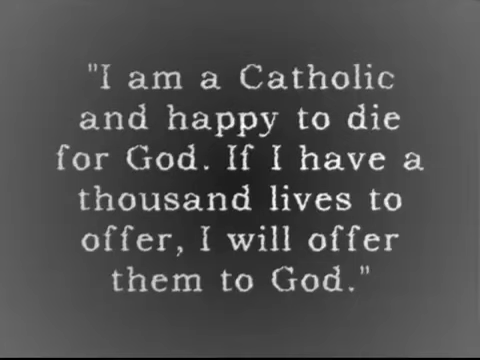 "I am a Catholic
and happy to die
for God. If I have a
thousand lives to
offer, I will offer
them to God."